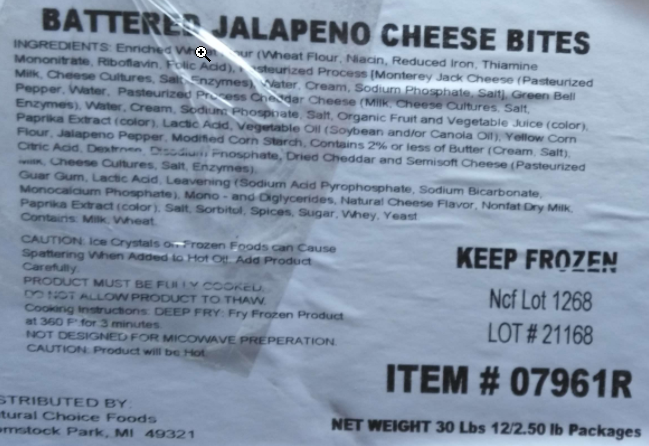 BATTERED JALAPENO CHEESE BITES
INGREDIENTS: Enriched Wheat Flour (Wheat Flour, Niacin, Reduced Iron, Thiamine
Mononitrate, Riboflavin, Folic Acid), Pasteurized Process [Monterey Jack Cheese (Pasteurized
Milk, Cheese Cultures, Salt, Enzymes), Water, Cream, Sodium Phosphate, Salt], Green Bell
Pepper, Water, Pasteurized Process Cheddar Cheese (Milk, Cheese Cultures, Salt,
Enzymes), Water, Cream, Sodium Phosphate, Salt, Organic Fruit and Vegetable Juice (color),
Paprika Extract (color), Lactic Acid, Vegetable Oil (Soybean and/or Canola Oil), Yellow Corn
Flour, Jalapeno Pepper, Modified Corn Starch, Contains 2% or less of Butter (Cream, Salt),
Citric Acid, Dextrose, Disodium Phosphate, Dried Cheddar and Semisoft Cheese (Pasteurized
Milk, Cheese Cultures, Salt, Enzymes),
Guar Gum, Lactic Acid, Leavening (Sodium Acid Pyrophosphate, Sodium Bicarbonate,
Monocalcium Phosphate), Mono - and Diglycerides, Natural Cheese Flavor, Nonfat Dry Milk,
Paprika Extract (color), Salt, Sorbitol, Spices, Sugar, Whey, Yeast
Contains: Milk, Wheat
CAUTION: Ice Crystals on Frozen Foods can Cause
Spattering When Added to Hot Oil. Add Product
Carefully.
PRODUCT MUST BE FULLY COOKED.
DO NOT ALLOW PRODUCT TO THAW.
Cooking Instructions: DEEP FRY: Fry Frozen Product
at 360 F° for 3 minutes.
NOT DESIGNED FOR MICOWAVE PREPERATION.
CAUTION: Product will be Hot
KEEP FROZEN
Ncf Lot 1268
LOT # 21168
ITEM # 07961R
NET WEIGHT 30 Lbs 12/2.50 lb Packages
STRIBUTED BY:
tural Choice Foods
omstock Park, MI 49321